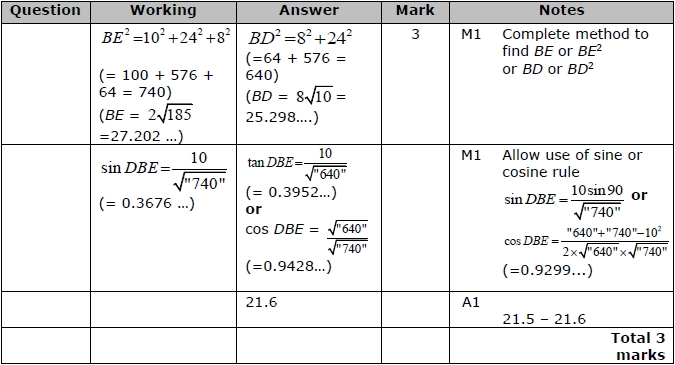 Question Working Answer Mark Notes
BE²=10²+24²+8²
(= 100 + 576 +
64 = 740)
(BE = 2√185
=27.202 ...)
BD²=8²+24²
(=64 + 576 =
640)
(BD = 8√10 =
25.298....)
3
M1 Complete method to
find BE or BE²
or BD or BD²
sin DBE= 10/√"740"
(= 0.3676 ...)
tan DBE= 10/√"640"
(= 0.3952...)
or
cos DBE = √"640"/√"740"
(=0.9428...)
M1 Allow use of sine or
cosine rule
sin DBE = 10sin90/√"740" or
cos DBE = "640"+"740"−10²/2×√"640"×√"740"
(=0.9299...)
21.6
A1
21.5 – 21.6
Total 3
marks